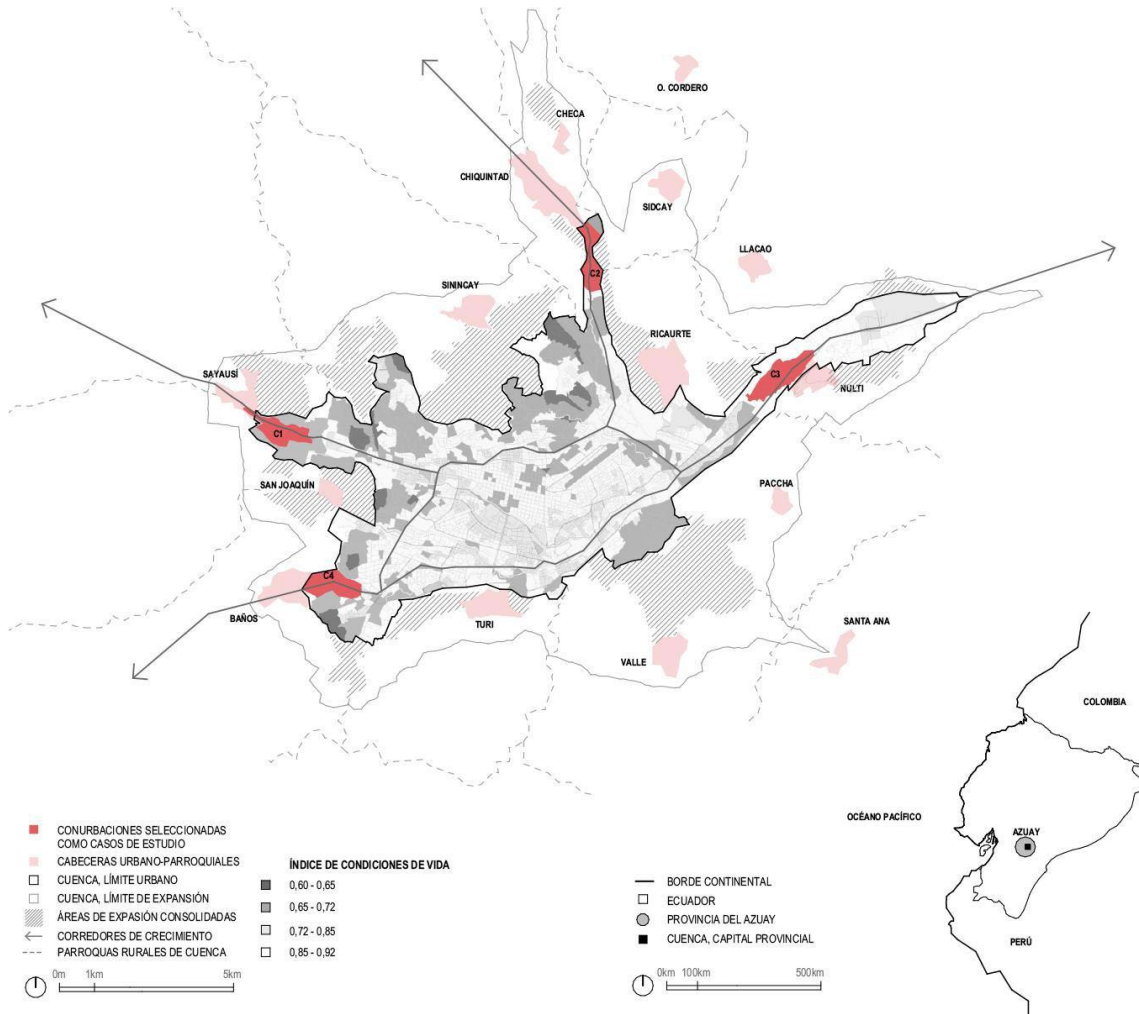 O. CORDERO
CHECA
CHIQUINTAD
SIDCAY
C2
LLACAO
SININCAY
RICAURTE
SAYAUSÍ
C3
NULTI
C1
SAN JOAQUÍN
PACCHA
C4
BAÑOS
TURI
SANTA ANA
VALLE
COLOMBIA
OCÉANO PACÍFICO
AZUAY
PERÚ
CONURBACIONES SELECCIONADAS
COMO CASOS DE ESTUDIO
CABECERAS URBANO-PARROQUIALES
CUENCA, LÍMITE URBANO
CUENCA, LÍMITE DE EXPANSIÓN
ÁREAS DE EXPASIÓN CONSOLIDADAS
CORREDORES DE CRECIMIENTO
PARROQUAS RURALES DE CUENCA
0m 1km 5km
ÍNDICE DE CONDICIONES DE VIDA
0,60 - 0,65
0,65 - 0,72
0,72 - 0,85
0,85 - 0,92
BORDE CONTINENTAL
ECUADOR
PROVINCIA DEL AZUAY
CUENCA, CAPITAL PROVINCIAL
0km 100km 500km